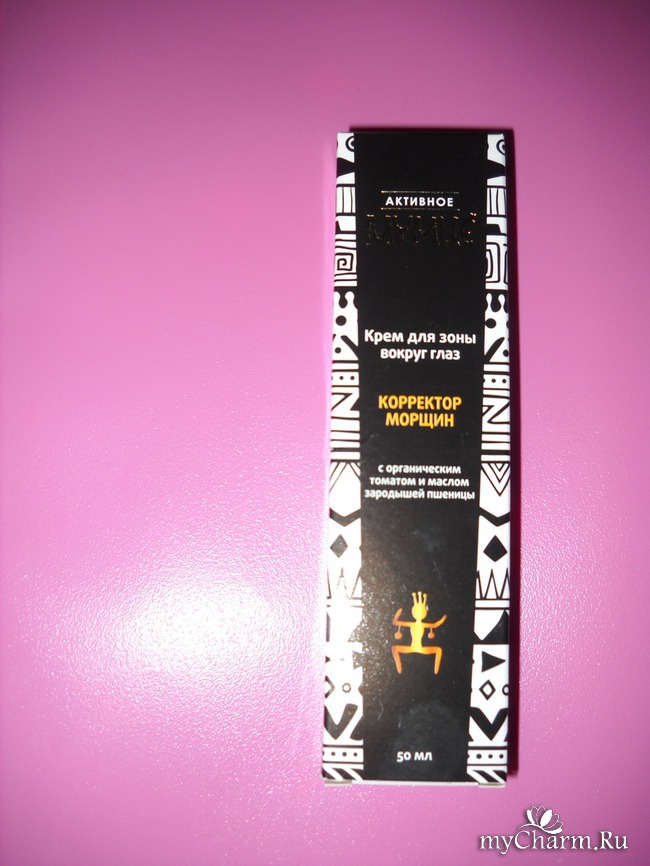 АКТИВНОЕ
Крем для зоны
вокруг глаз
КОРРЕКТОР
МОРЩИН
с органическим
томатом и маслом
зародышей пшеницы
50 мл
myCharm.Ru